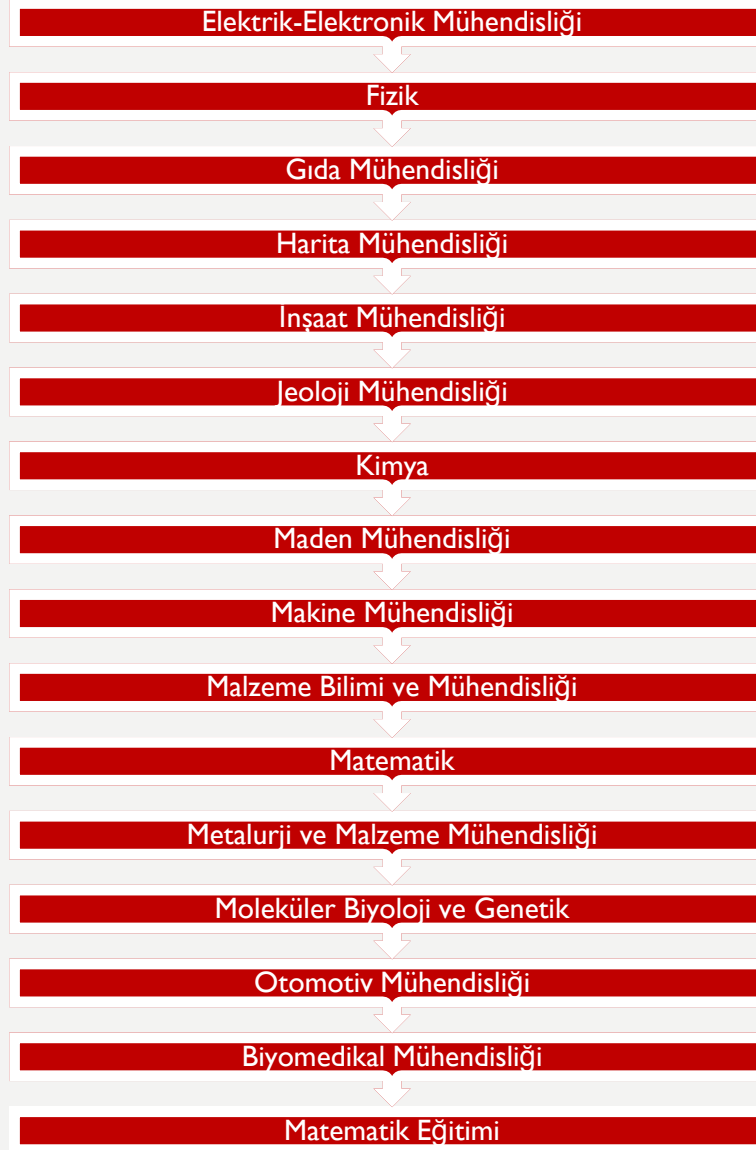 Elektrik-Elektronik Mühendisliği
Fizik
Gıda Mühendisliği
Harita Mühendisliği
İnşaat Mühendisliği
Jeoloji Mühendisliği
Kimya
Maden Mühendisliği
Makine Mühendisliği
Malzeme Bilimi ve Mühendisliği
Matematik
Metalurji ve Malzeme Mühendisliği
Moleküler Biyoloji ve Genetik
Otomotiv Mühendisliği
Biyomedikal Mühendisliği
Matematik Eğitimi